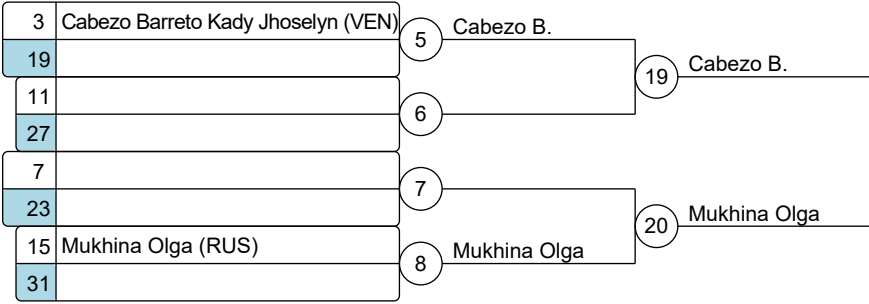 3 Cabezo Barreto Kady Jhoselyn (VEN)
5 Cabezo B.
19
19 Cabezo B.
11
6
27
7
7
23
20 Mukhina Olga
15 Mukhina Olga (RUS)
8 Mukhina Olga
31